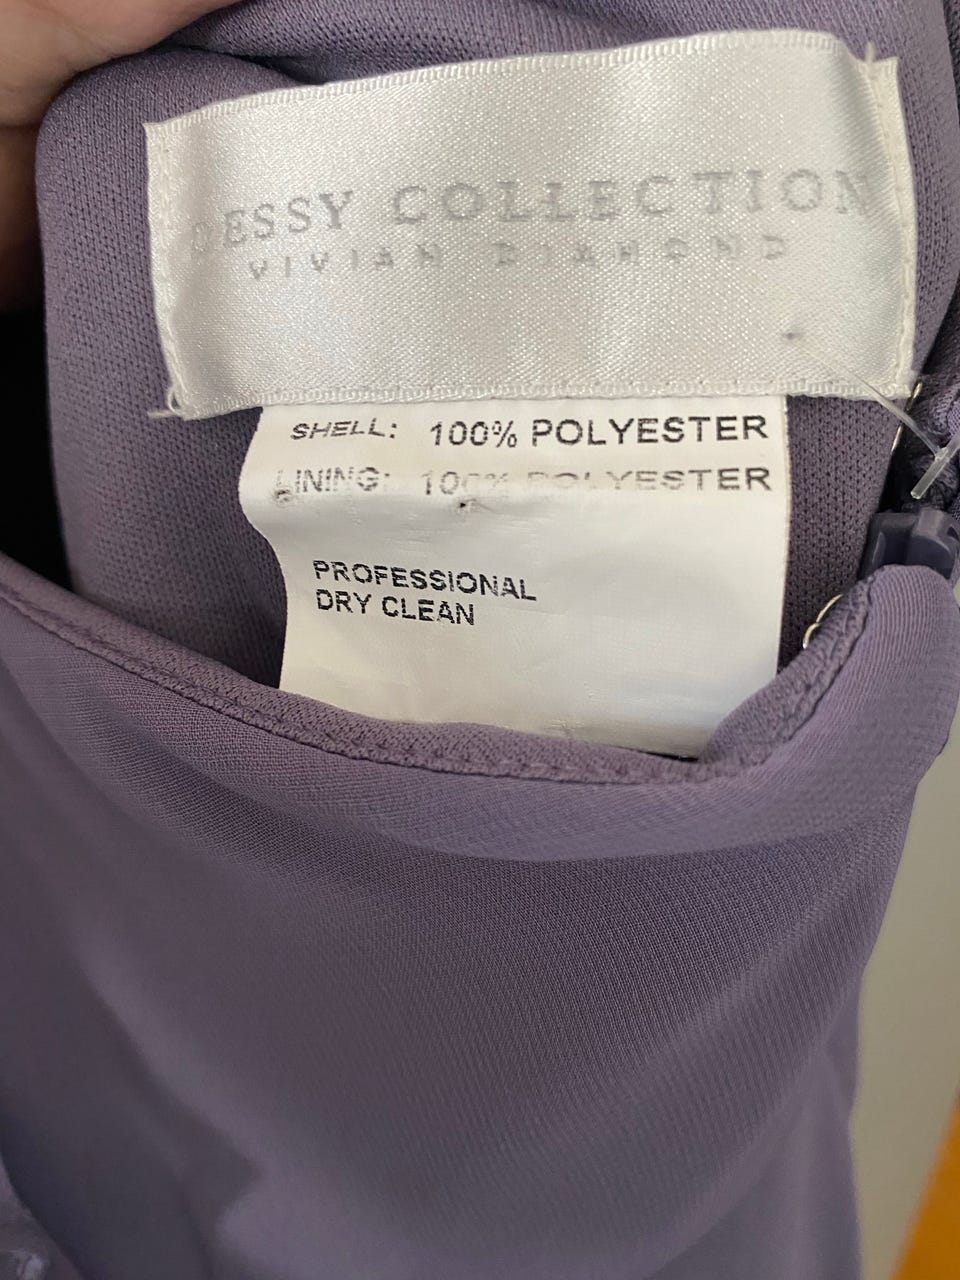 DESSY COLLECTION
VIVIAN DIAMOND
SHELL: 100% POLYESTER
LINING: 100% POLYESTER
PROFESSIONAL
DRY CLEAN